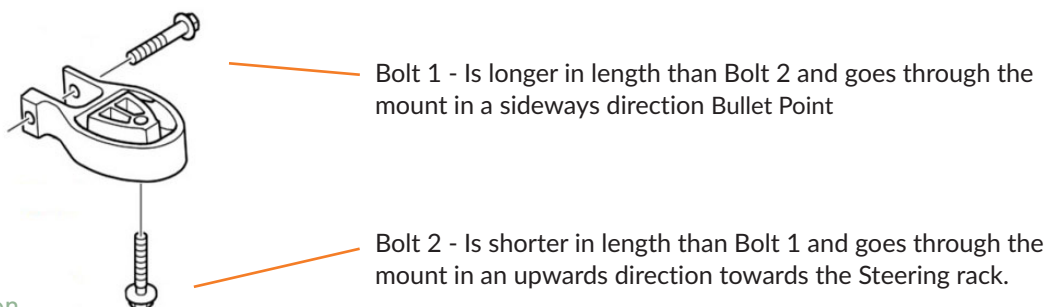 Bolt 1 - Is longer in length than Bolt 2 and goes through the
mount in a sideways direction Bullet Point
Bolt 2 - Is shorter in length than Bolt 1 and goes through the
mount in an upwards direction towards the Steering rack.